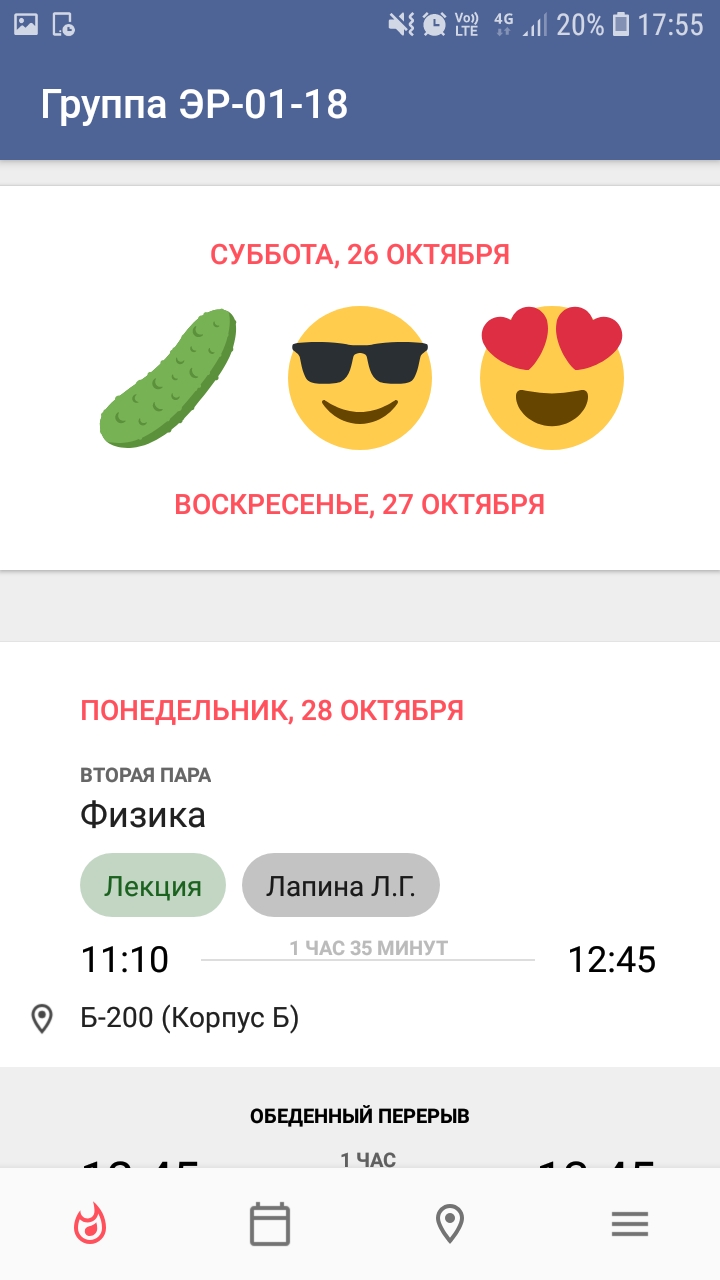 Vo)) LTE 4G 20% 17:55
Группа ЭР-01-18
СУББОТА, 26 ОКТЯБРЯ
ВОСКРЕСЕНЬЕ, 27 ОКТЯБРЯ
ПОНЕДЕЛЬНИК, 28 ОКТЯБРЯ
ВТОРАЯ ПАРА
Физика
Лекция Лапина Л.Г.
1 ЧАС 35 МИНУТ
11:10 12:45
Б-200 (Корпус Б)
ОБЕДЕННЫЙ ПЕРЕРЫВ
1 ЧАС